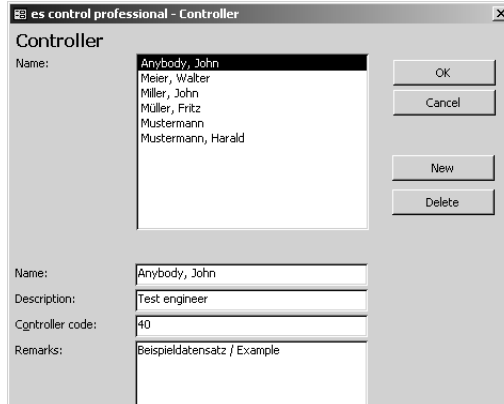 es control professional - Controller
Controller
Name:
Anybody, John
Meier, Walter
Miller, John
Müller, Fritz
Mustermann
Mustermann, Harald
OK
Cancel
New
Delete
Name: Anybody, John
Description: Test engineer
Controller code: 40
Remarks: Beispieldatensatz / Example